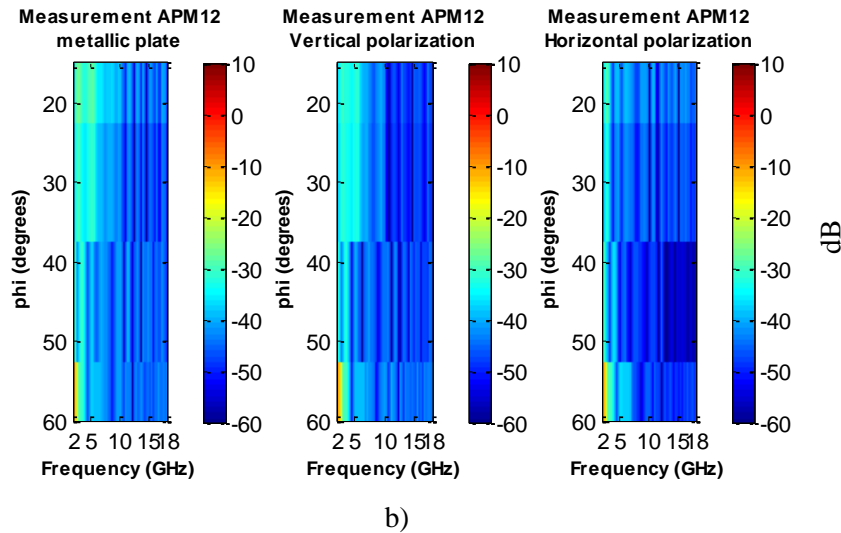 Measurement APM12
metallic plate
Measurement APM12
Vertical polarization
Measurement APM12
Horizontal polarization
phi (degrees)
20
30
40
50
60
2 5 10 15 18
Frequency (GHz)
10
0
-10
-20
-30
-40
-50
-60
phi (degrees)
20
30
40
50
60
2 5 10 15 18
Frequency (GHz)
10
0
-10
-20
-30
-40
-50
-60
phi (degrees)
20
30
40
50
60
2 5 10 15 18
Frequency (GHz)
10
0
-10
-20
-30
-40
-50
-60
dB
b)